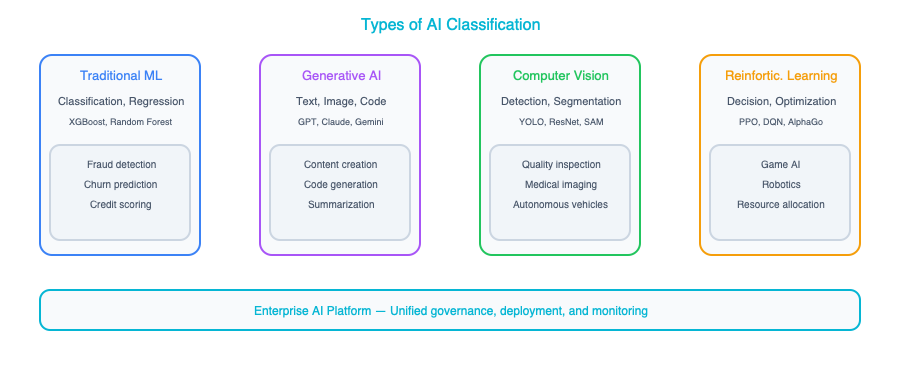 Types of AI Classification
Traditional ML
Classification, Regression
XGBoost, Random Forest
Fraud detection
Churn prediction
Credit scoring
Generative AI
Text, Image, Code
GPT, Claude, Gemini
Content creation
Code generation
Summarization
Computer Vision
Detection, Segmentation
YOLO, ResNet, SAM
Quality inspection
Medical imaging
Autonomous vehicles
Reinfortic. Learning
Decision, Optimization
PPO, DQN, AlphaGo
Game AI
Robotics
Resource allocation
Enterprise AI Platform — Unified governance, deployment, and monitoring